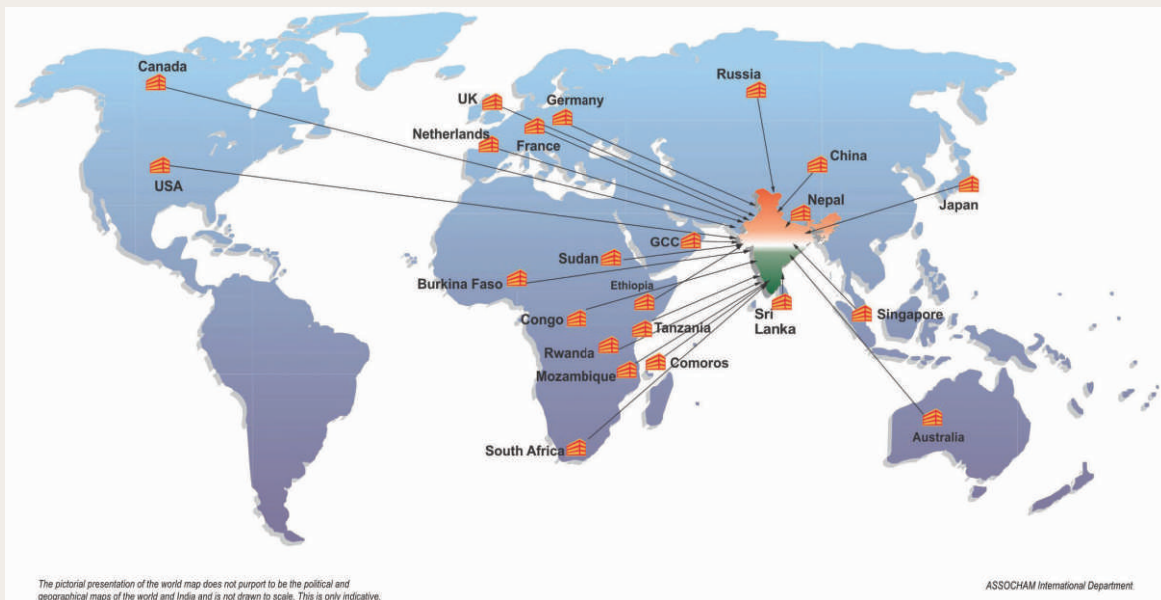 Canada
Russia
UK
Germany
Netherlands
France
China
USA
Nepal
Japan
GCC
Sudan
Burkina Faso
Ethiopia
Congo
Tanzania
Sri
Lanka
Singapore
Rwanda
Comoros
Mozambique
South Africa
Australia
The pictorial presentation of the world map does not purport to be the political and
geographical maps of the world and India and is not drawn to scale. This is only indicative.
ASSOCHAM International Department